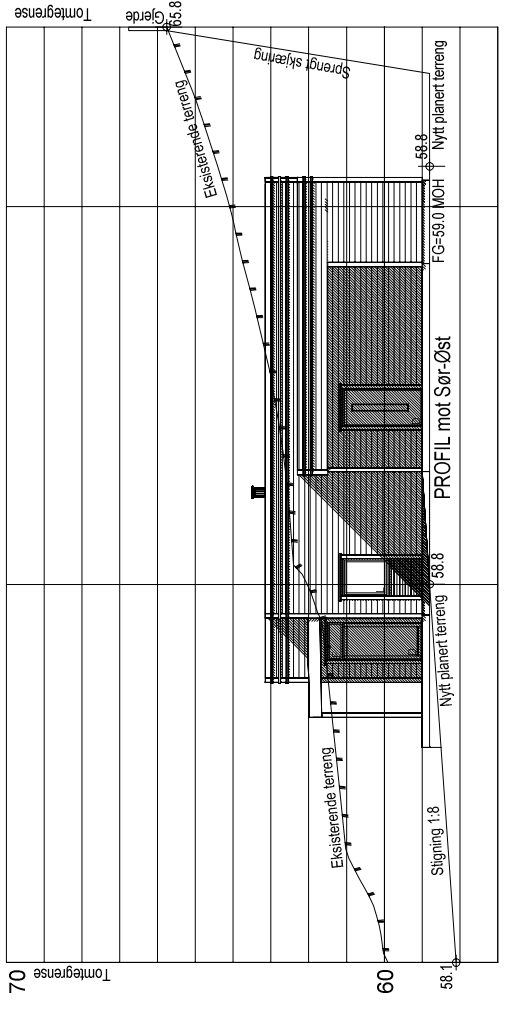 70
Tomtegrense
60
58.1
Stigning 1:8
Eksisterende terreng
Nytt planert terreng
58.8
PROFIL mot Sør-Øst
FG=59.0 MOH
58.8
Nytt planert terreng
Eksisterende terreng
Sprengt skjæring
65.8
Gjerde
Tomtegrense